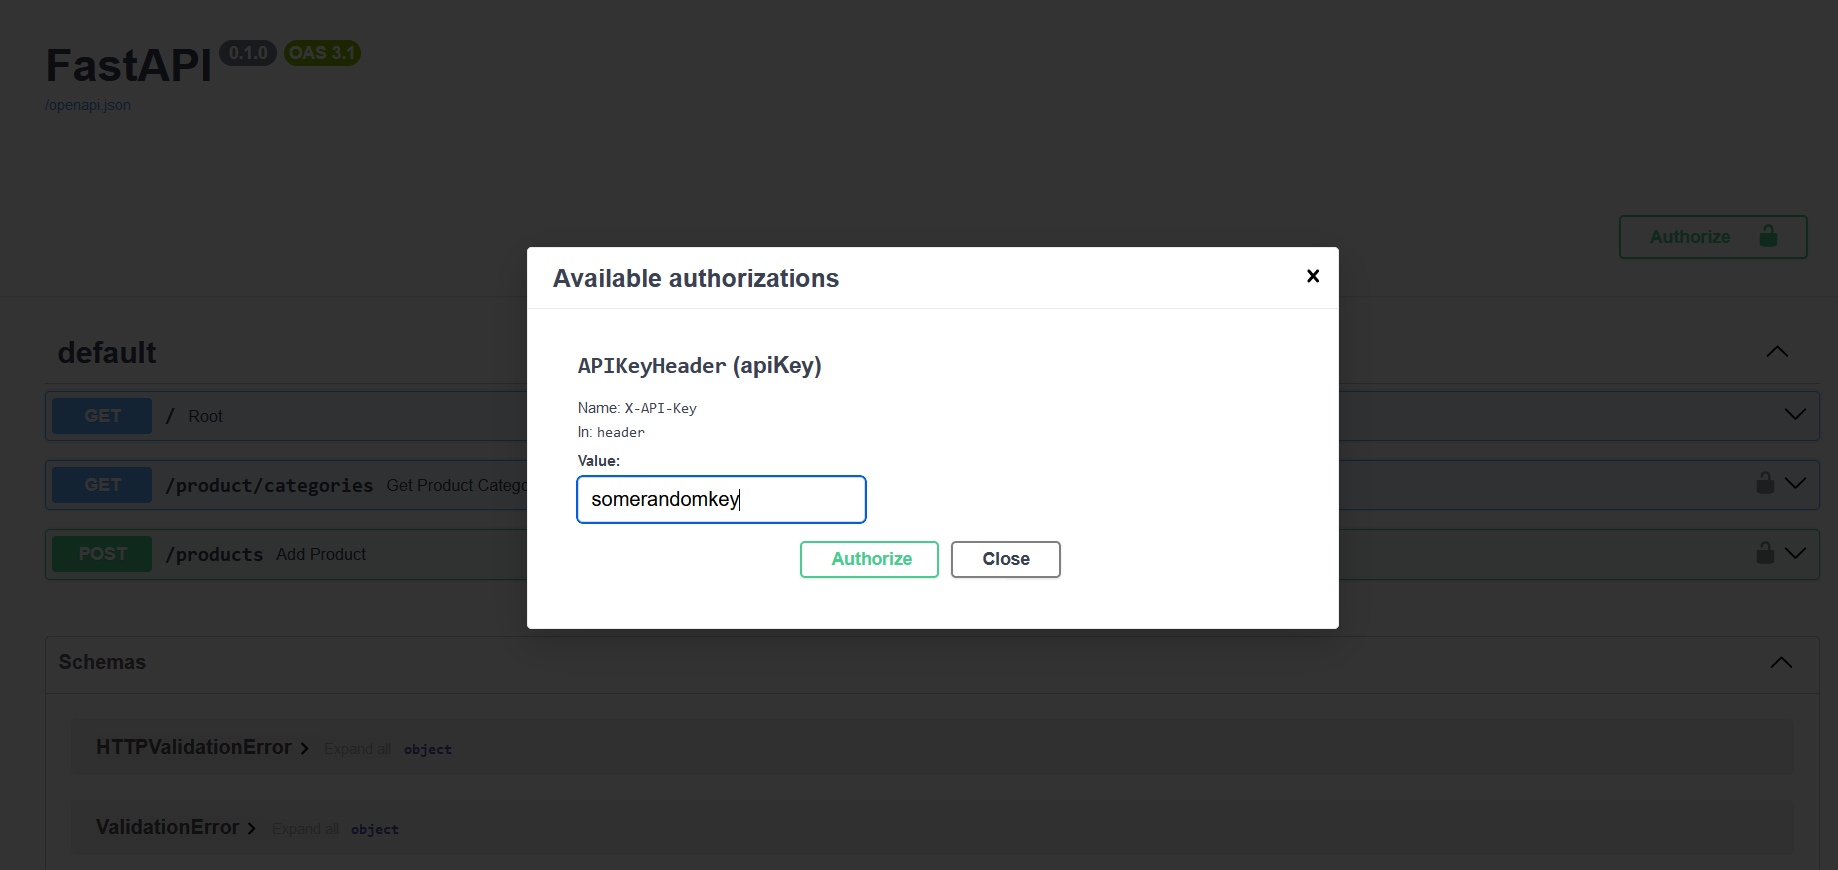 FastAPI 0.1.0 OAS 3.1
/openapi.json
Authorize
Available authorizations
APIKeyHeader (apiKey)
Name: X-API-Key
In: header
Value:
somerandomkey
Authorize Close
default
GET / Root
GET /product/categories Get Product Catego
POST /products Add Product
Schemas
HTTPValidationError Expand all object
ValidationError Expand all object